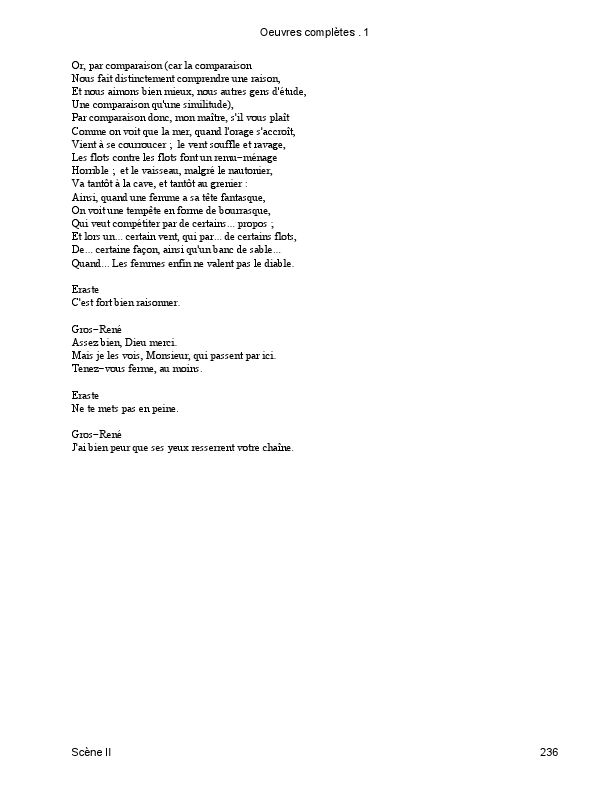 Oeuvres complètes . 1
Or, par comparaison (car la comparaison
Nous fait distinctement comprendre une raison,
Et nous aimons bien mieux, nous autres gens d'étude,
Une comparaison qu'une similitude),
Par comparaison donc, mon maître, s'il vous plaît
Comme on voit que la mer, quand l'orage s'accroît,
Vient à se courroucer ; le vent souffle et ravage,
Les flots contre les flots font un remu−ménage
Horrible ; et le vaisseau, malgré le nautonier,
Va tantôt à la cave, et tantôt au grenier :
Ainsi, quand une femme a sa tête fantasque,
On voit une tempête en forme de bourrasque,
Qui veut compétiter par de certains... propos ;
Et lors un... certain vent, qui par... de certains flots,
De... certaine façon, ainsi qu'un banc de sable...
Quand... Les femmes enfin ne valent pas le diable.
Eraste
C'est fort bien raisonner.
Gros−René
Assez bien, Dieu merci.
Mais je les vois, Monsieur, qui passent par ici.
Tenez−vous ferme, au moins.
Eraste
Ne te mets pas en peine.
Gros−René
J'ai bien peur que ses yeux resserrent votre chaîne.
Scène II
236